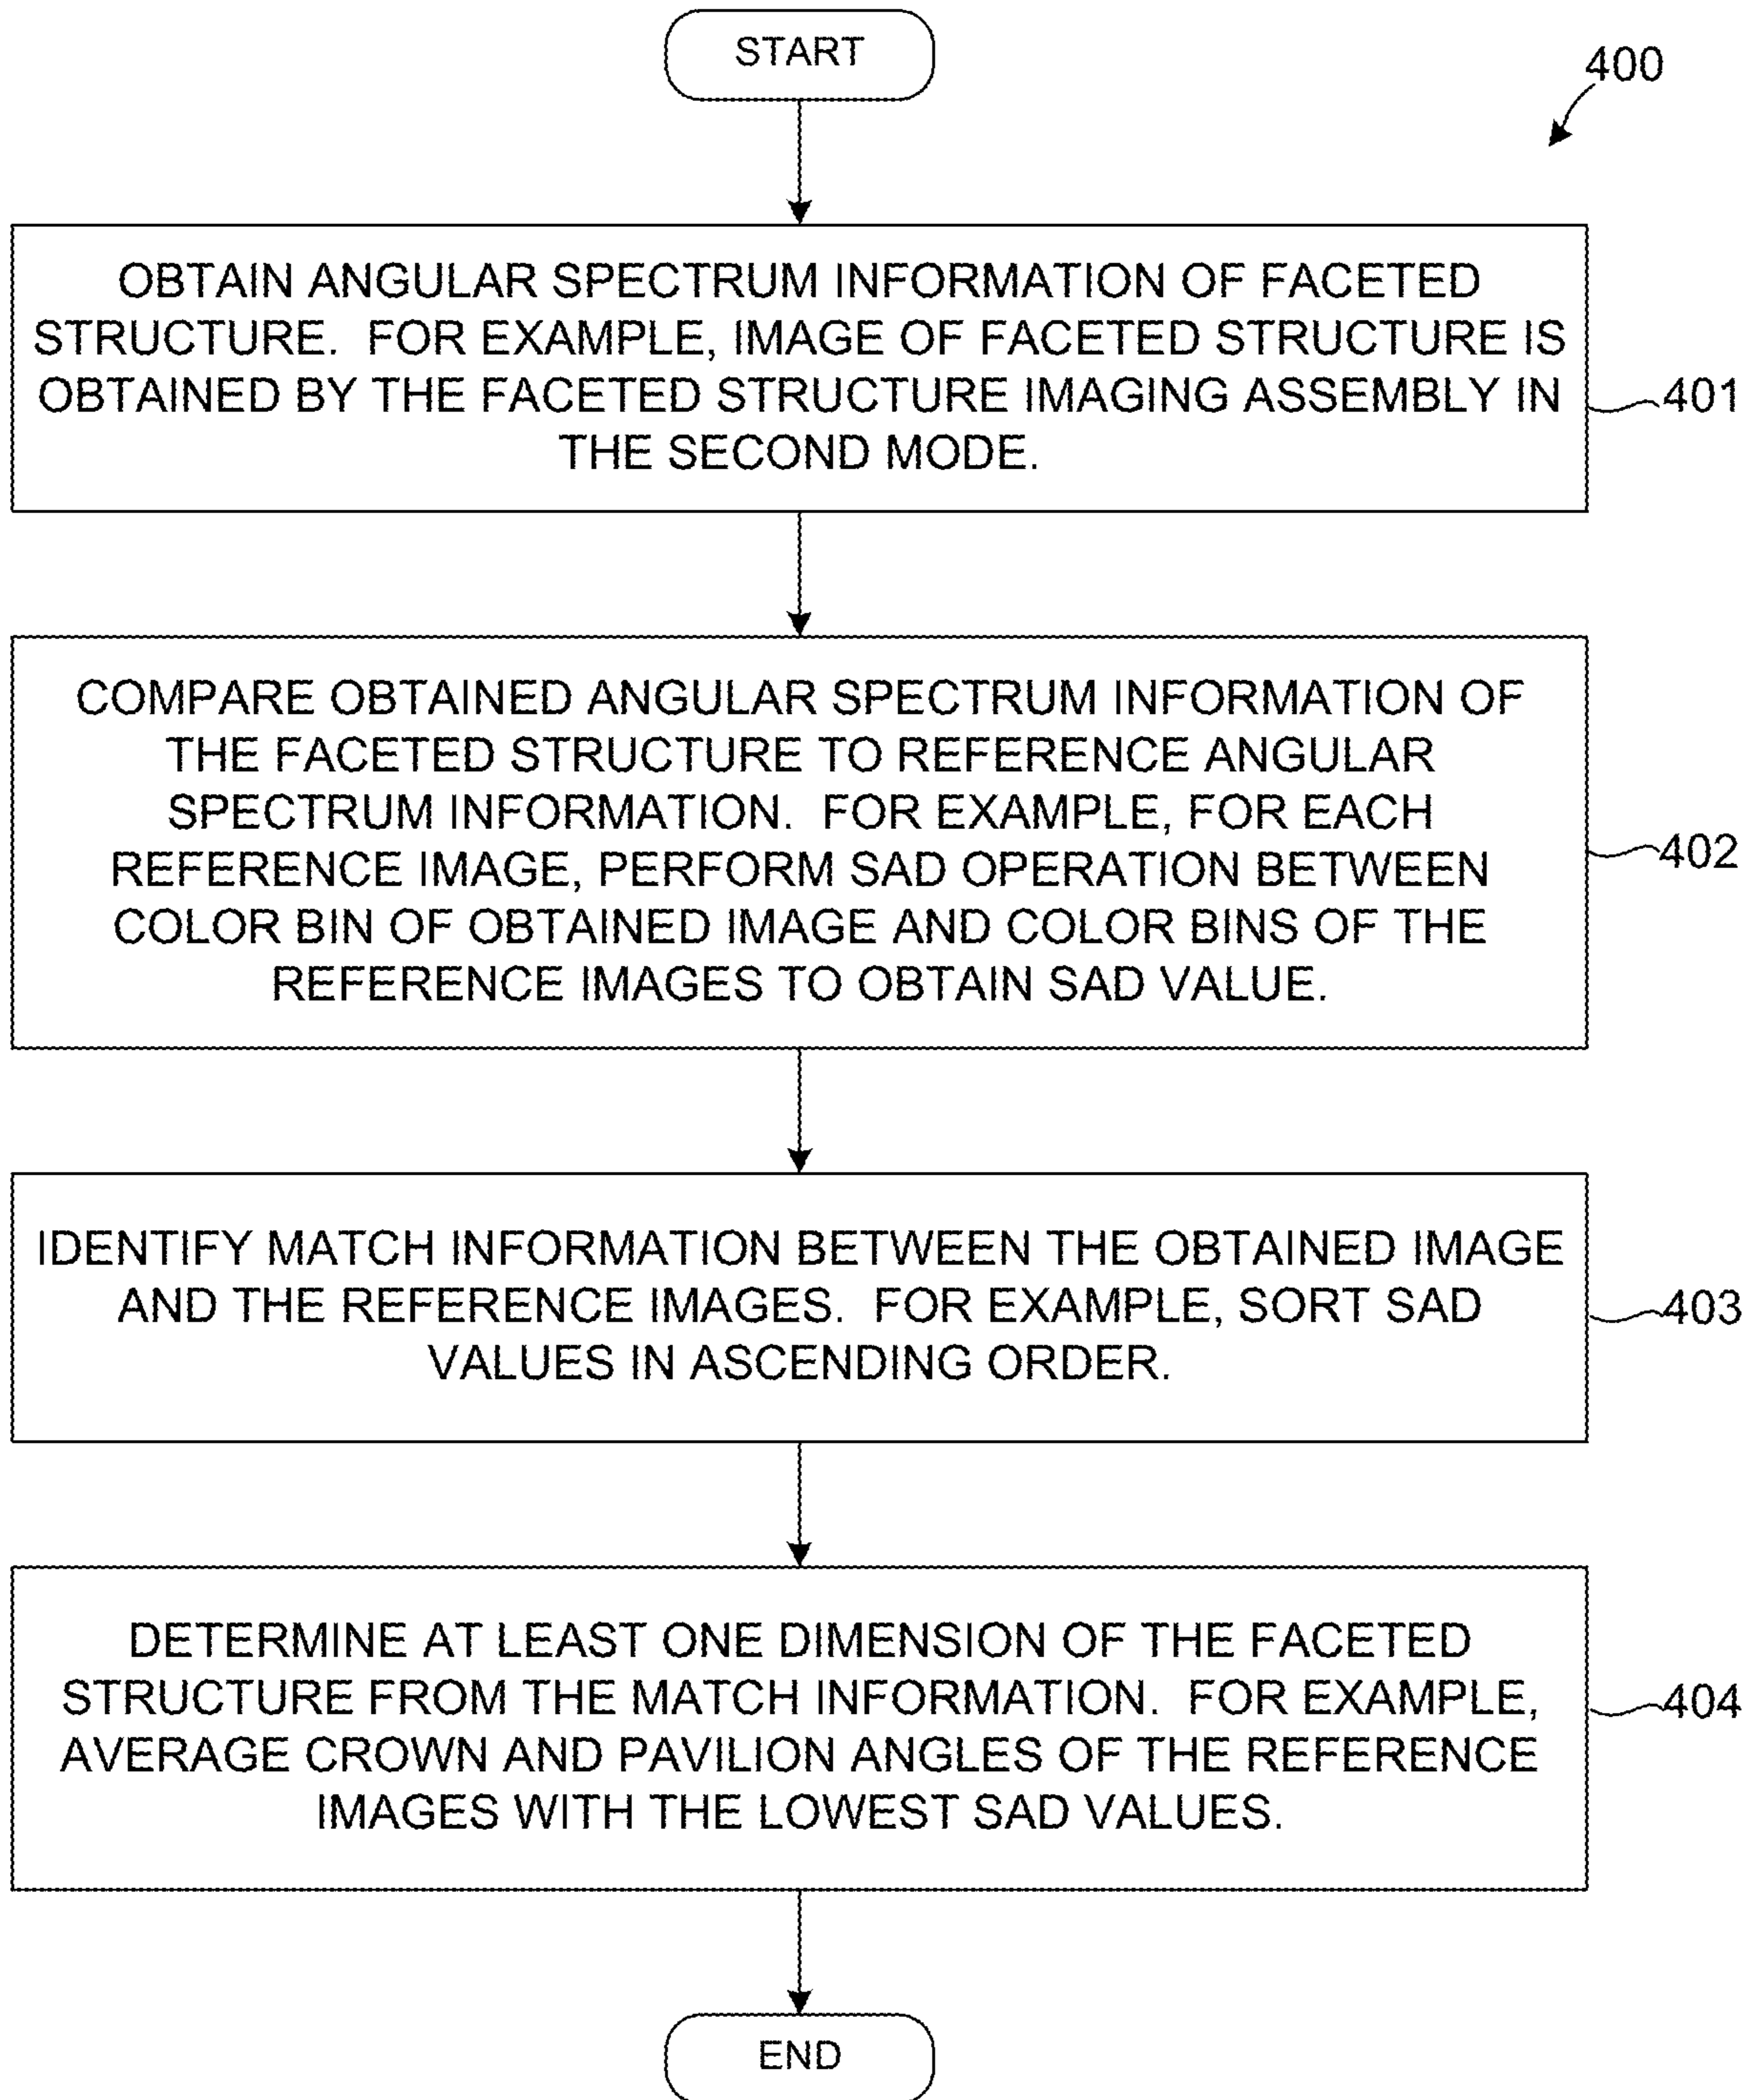 START
400
OBTAIN ANGULAR SPECTRUM INFORMATION OF FACETED
STRUCTURE. FOR EXAMPLE, IMAGE OF FACETED STRUCTURE IS
OBTAINED BY THE FACETED STRUCTURE IMAGING ASSEMBLY IN
THE SECOND MODE.
401
COMPARE OBTAINED ANGULAR SPECTRUM INFORMATION OF
THE FACETED STRUCTURE TO REFERENCE ANGULAR
SPECTRUM INFORMATION. FOR EXAMPLE, FOR EACH
REFERENCE IMAGE, PERFORM SAD OPERATION BETWEEN
COLOR BIN OF OBTAINED IMAGE AND COLOR BINS OF THE
REFERENCE IMAGES TO OBTAIN SAD VALUE.
402
IDENTIFY MATCH INFORMATION BETWEEN THE OBTAINED IMAGE
AND THE REFERENCE IMAGES. FOR EXAMPLE, SORT SAD
VALUES IN ASCENDING ORDER.
403
DETERMINE AT LEAST ONE DIMENSION OF THE FACETED
STRUCTURE FROM THE MATCH INFORMATION. FOR EXAMPLE,
AVERAGE CROWN AND PAVILION ANGLES OF THE REFERENCE
IMAGES WITH THE LOWEST SAD VALUES.
404
END